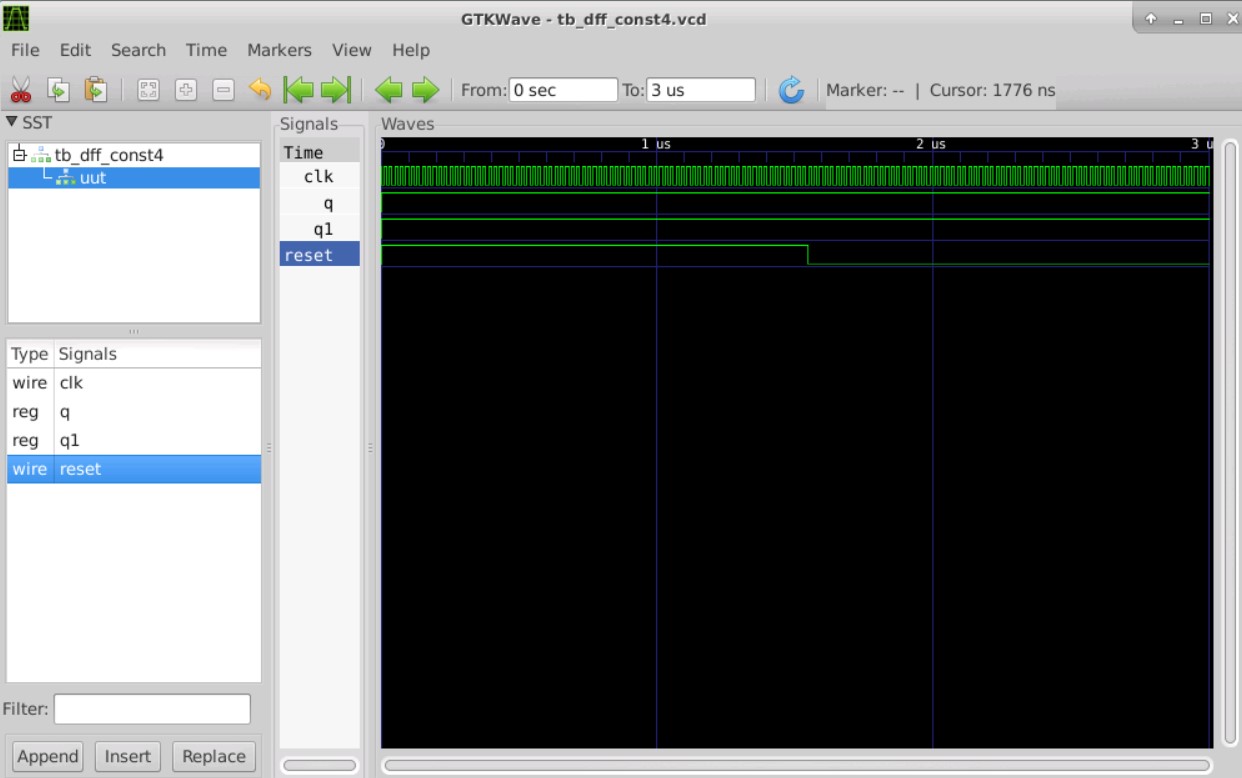 GTKWave - tb_dff_const4.vcd
File Edit Search Time Markers View Help
From: 0 sec To: 3 us Marker: -- | Cursor: 1776 ns
SST
tb_dff_const4
uut
Type Signals
wire clk
reg q
reg q1
wire reset
Filter:
Append Insert Replace
Signals
Time
clk
q
q1
reset
Waves
0 1 us 2 us 3 u